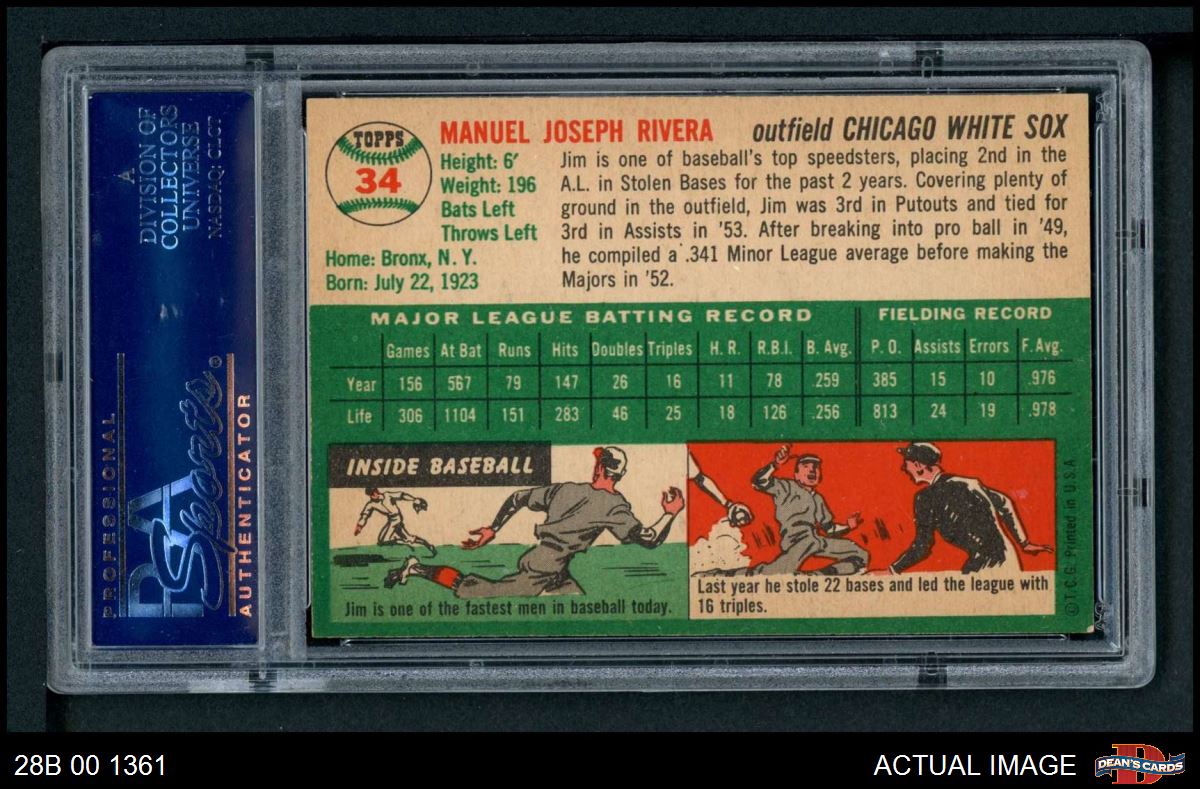 A
DIVISION OF
COLLECTORS
UNIVERSE
NASDAQ: CLCT
PROFESSIONAL
PSA
Sports®
AUTHENTICATOR
TOPPS
34
MANUEL JOSEPH RIVERA outfield CHICAGO WHITE SOX
Height: 6'
Weight: 196
Bats Left
Throws Left
Home: Bronx, N. Y.
Born: July 22, 1923
Jim is one of baseball's top speedsters, placing 2nd in the
A.L. in Stolen Bases for the past 2 years. Covering plenty of
ground in the outfield, Jim was 3rd in Putouts and tied for
3rd in Assists in '53. After breaking into pro ball in '49,
he compiled a .341 Minor League average before making the
Majors in '52.
MAJOR LEAGUE BATTING RECORD FIELDING RECORD
Games At Bat Runs Hits Doubles Triples H. R. R.B.I. B. Avg. P. O. Assists Errors F. Avg.
Year 156 567 79 147 26 16 11 78 .259 385 15 10 .976
Life 306 1104 151 283 46 25 18 126 .256 813 24 19 .978
INSIDE BASEBALL
Jim is one of the fastest men in baseball today.
Last year he stole 22 bases and led the league with
16 triples.
©T.C.G. Printed in U.S.A
28B 00 1361
ACTUAL IMAGE
D
DEAN'S CARDS